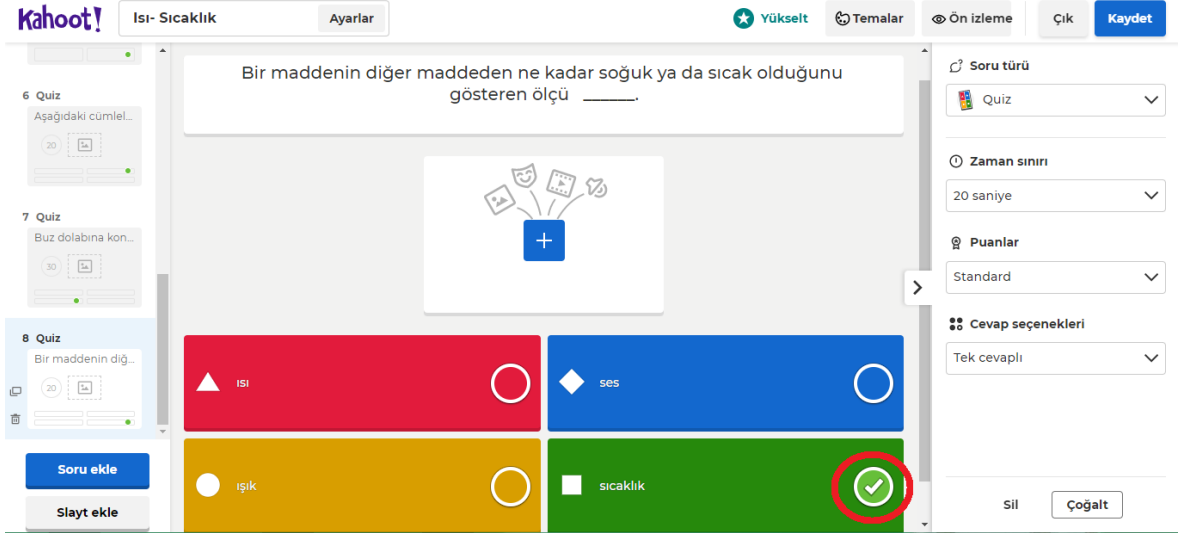 Kahoot!
Isı- Sıcaklık
Ayarlar
Yükselt
Temalar
Ön izleme
Çık
Kaydet
6 Quiz
Aşağıdaki cümlel...
20
7 Quiz
Buz dolabına kon...
30
8 Quiz
Bir maddenin diğ...
20
Soru ekle
Slayt ekle
Bir maddenin diğer maddeden ne kadar soğuk ya da sıcak olduğunu
gösteren ölçü ______.
ısı
ses
ışık
sıcaklık
Soru türü
Quiz
Zaman sınırı
20 saniye
Puanlar
Standard
Cevap seçenekleri
Tek cevaplı
Sil
Çoğalt